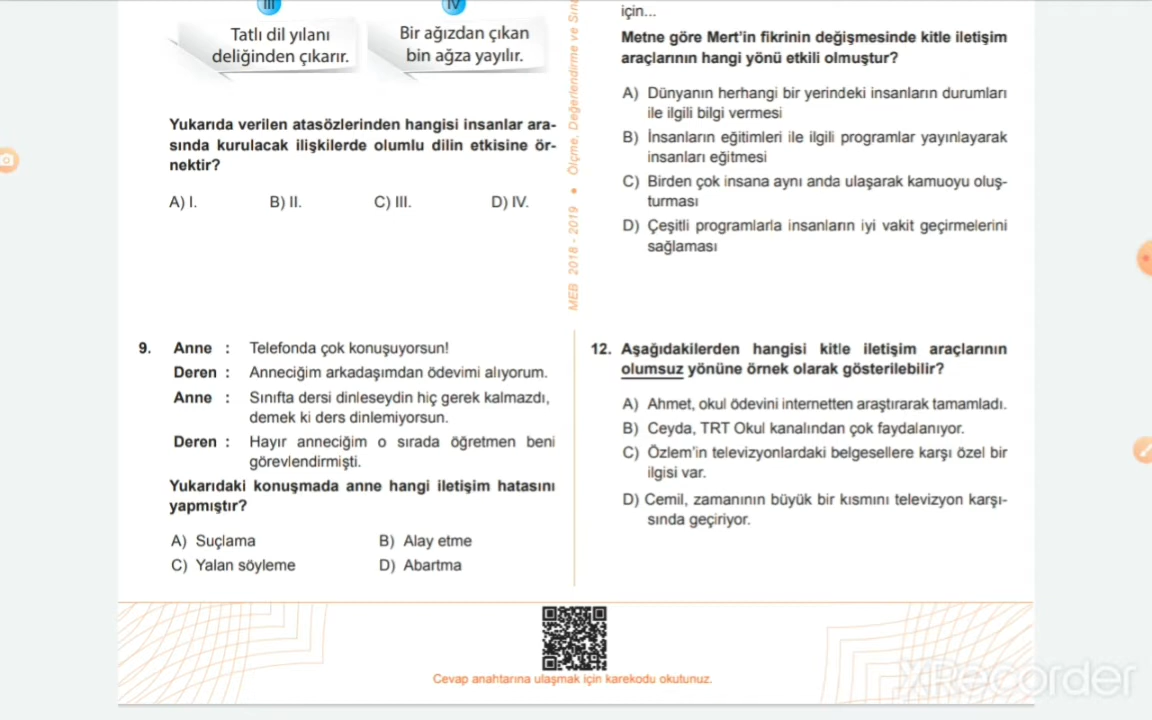 III
IV
Tatlı dil yılanı
deliğinden çıkarır.
Bir ağızdan çıkan
bin ağza yayılır.
Yukarıda verilen atasözlerinden hangisi insanlar ara-
sında kurulacak ilişkilerde olumlu dilin etkisine ör-
nektir?
A) I.
B) II.
C) III.
D) IV.
9. Anne : Telefonda çok konuşuyorsun!
Deren : Anneciğim arkadaşımdan ödevimi alıyorum.
Anne : Sınıfta dersi dinleseydin hiç gerek kalmazdı,
demek ki ders dinlemiyorsun.
Deren : Hayır anneciğim o sırada öğretmen beni
görevlendirmişti.
Yukarıdaki konuşmada anne hangi iletişim hatasını
yapmıştır?
A) Suçlama
B) Alay etme
C) Yalan söyleme
D) Abartma
MEB 2018 - 2019 • Ölçme, Değerlendirme ve
için...
Metne göre Mert'in fikrinin değişmesinde kitle iletişim
araçlarının hangi yönü etkili olmuştur?
A) Dünyanın herhangi bir yerindeki insanların durumları
ile ilgili bilgi vermesi
B) İnsanların eğitimleri ile ilgili programlar yayınlayarak
insanları eğitmesi
C) Birden çok insana aynı anda ulaşarak kamuoyu oluş-
turması
D) Çeşitli programlarla insanların iyi vakit geçirmelerini
sağlaması
12. Aşağıdakilerden hangisi kitle iletişim araçlarının
olumsuz yönüne örnek olarak gösterilebilir?
A) Ahmet, okul ödevini internetten araştırarak tamamladı.
B) Ceyda, TRT Okul kanalından çok faydalanıyor.
C) Özlem'in televizyonlardaki belgesellere karşı özel bir
ilgisi var.
D) Cemil, zamanının büyük bir kısmını televizyon karşı-
sında geçiriyor.
Cevap anahtarına ulaşmak için karekodu okutunuz.
XRecorder